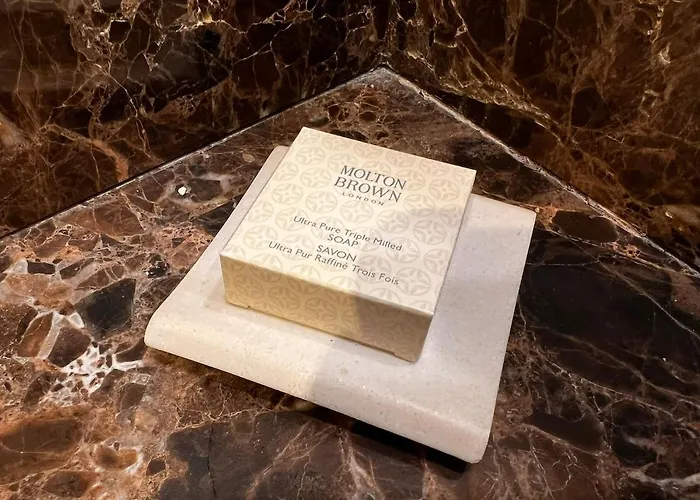 MOLTON
BROWN
LONDON
Ultra Pure Triple Milled
SOAP
SAVON
Ultra Pur Raffiné Trois Fois